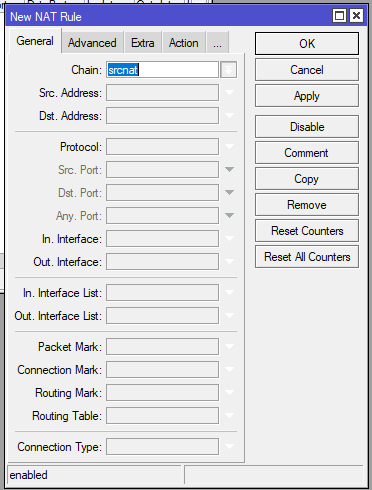 New NAT Rule
General Advanced Extra Action ...
Chain: srcnat
Src. Address:
Dst. Address:
Protocol:
Src. Port:
Dst. Port:
Any. Port:
In. Interface:
Out. Interface:
In. Interface List:
Out. Interface List:
Packet Mark:
Connection Mark:
Routing Mark:
Routing Table:
Connection Type:
OK
Cancel
Apply
Disable
Comment
Copy
Remove
Reset Counters
Reset All Counters
enabled